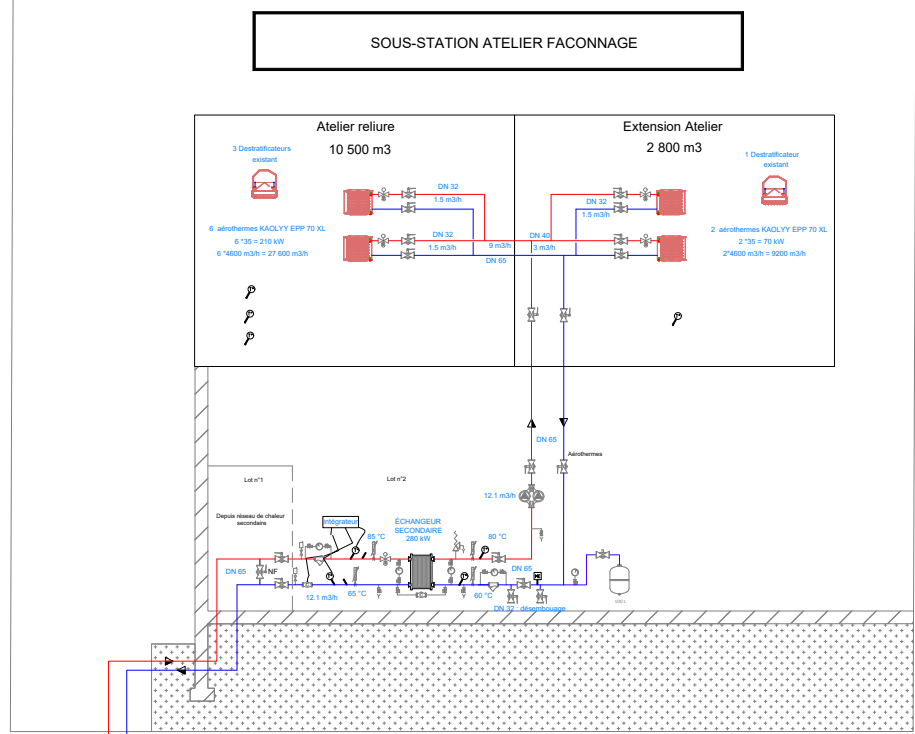 SOUS-STATION ATELIER FACONNAGE
Atelier reliure
10 500 m3
Extension Atelier
2 800 m3
3 Destratificateurs
existant
1 Destratificateur
existant
DN 32
1.5 m3/h
DN 32
1.5 m3/h
DN 32
1.5 m3/h
6 aérothermes KAOLYY EPP 70 XL
6 *35 = 210 kW
6 *4600 m3/h = 27 600 m3/h
9 m3/h
DN 40
3 m3/h
DN 65
2 aérothermes KAOLYY EPP 70 XL
2 *35 = 70 kW
2*4600 m3/h = 9200 m3/h
DN 65
Aérothermes
12.1 m3/h
Lot n°1
Lot n°2
Depuis réseau de chaleur
secondaire
Intégrateur
85 °C
ÉCHANGEUR
SECONDAIRE
280 kW
80 °C
DN 65
NF
12.1 m3/h
65 °C
60 °C
DN 65
DN 32 : désembouage